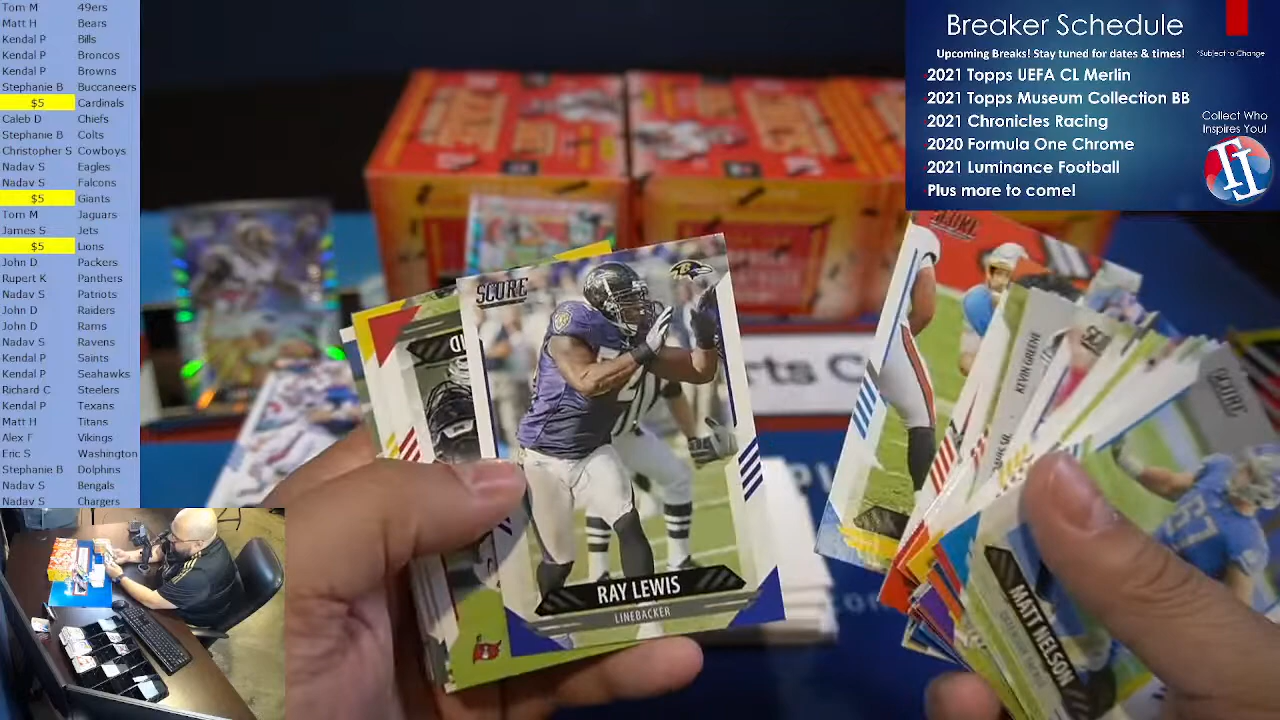 Tom M 49ers
Matt H Bears
Kendal P Bills
Kendal P Broncos
Kendal P Browns
Stephanie B Buccaneers
$5 Cardinals
Caleb D Chiefs
Stephanie B Colts
Christopher S Cowboys
Nadav S Eagles
Nadav S Falcons
$5 Giants
Tom M Jaguars
James S Jets
$5 Lions
John D Packers
Rupert K Panthers
Nadav S Patriots
John D Raiders
John D Rams
Nadav S Ravens
Kendal P Saints
Kendal P Seahawks
Richard C Steelers
Kendal P Texans
Matt H Titans
Alex F Vikings
Eric S Washington
Stephanie B Dolphins
Nadav S Bengals
Nadav S Chargers
Breaker Schedule
Upcoming Breaks! Stay tuned for dates & times!
*Subject to Change
2021 Topps UEFA CL Merlin
2021 Topps Museum Collection BB
2021 Chronicles Racing
2020 Formula One Chrome
2021 Luminance Football
Plus more to come!
Collect Who
Inspires You!
SCORE
RAY LEWIS
LINEBACKER
SCORE
KEVIN GREENE
SCORE
MATT NELSON
rts C